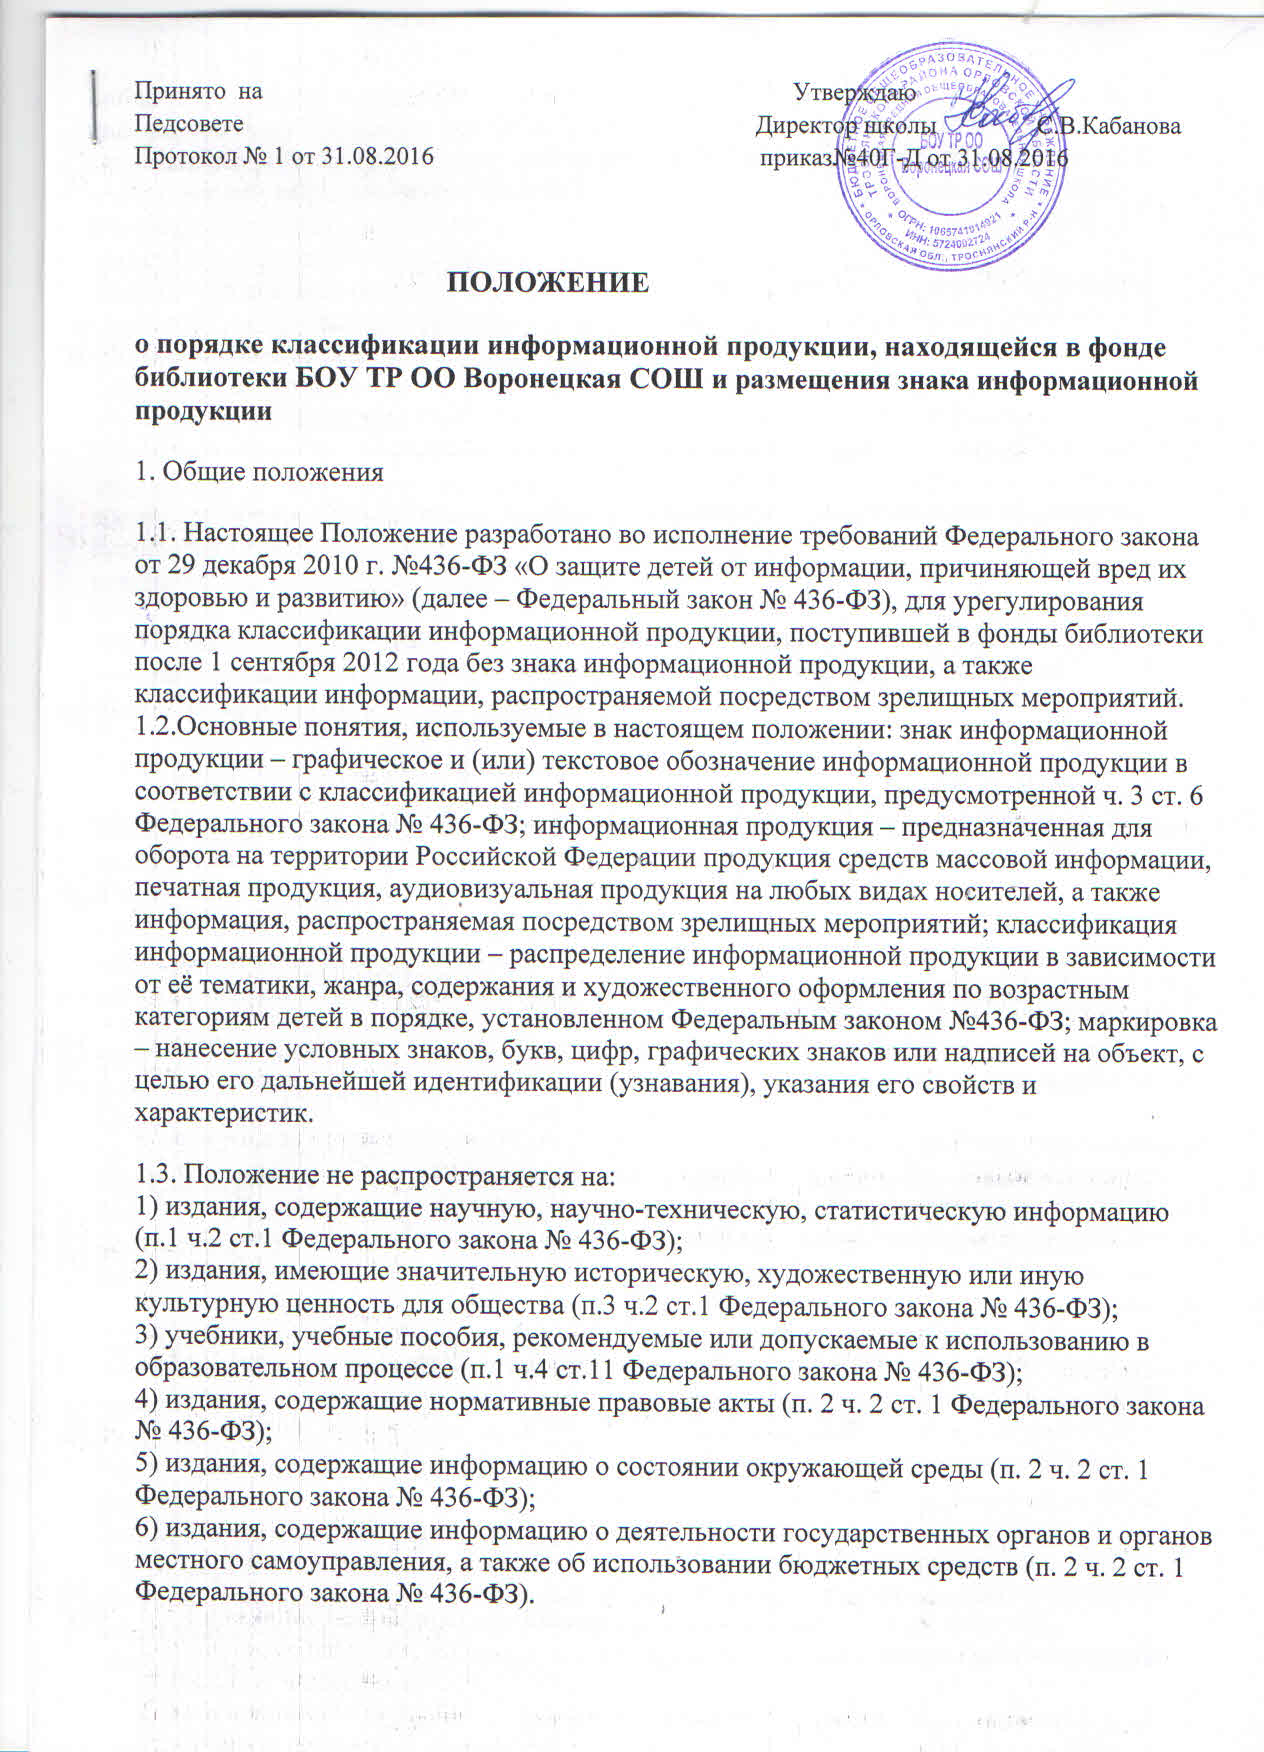 Принято на
Педсовете
Протокол № 1 от 31.08.2016
Утверждаю
Директор школы С.В.Кабанова
приказ№40Г-Д от 31.08.2016
БОУ ТР ОО
Воронецкая СОШ
ОГРН: 1065741014921
ИНН: 5724002724
* ОРЛОВСКАЯ ОБЛ., ТРОСНЯНСКИЙ Р-Н *
ПОЛОЖЕНИЕ
о порядке классификации информационной продукции, находящейся в фонде
библиотеки БОУ ТР ОО Воронецкая СОШ и размещения знака информационной
продукции
1. Общие положения
1.1. Настоящее Положение разработано во исполнение требований Федерального закона
от 29 декабря 2010 г. №436-ФЗ «О защите детей от информации, причиняющей вред их
здоровью и развитию» (далее – Федеральный закон № 436-ФЗ), для урегулирования
порядка классификации информационной продукции, поступившей в фонды библиотеки
после 1 сентября 2012 года без знака информационной продукции, а также
классификации информации, распространяемой посредством зрелищных мероприятий.
1.2.Основные понятия, используемые в настоящем положении: знак информационной
продукции – графическое и (или) текстовое обозначение информационной продукции в
соответствии с классификацией информационной продукции, предусмотренной ч. 3 ст. 6
Федерального закона № 436-ФЗ; информационная продукция – предназначенная для
оборота на территории Российской Федерации продукция средств массовой информации,
печатная продукция, аудиовизуальная продукция на любых видах носителей, а также
информация, распространяемая посредством зрелищных мероприятий; классификация
информационной продукции – распределение информационной продукции в зависимости
от её тематики, жанра, содержания и художественного оформления по возрастным
категориям детей в порядке, установленном Федеральным законом №436-ФЗ; маркировка
– нанесение условных знаков, букв, цифр, графических знаков или надписей на объект, с
целью его дальнейшей идентификации (узнавания), указания его свойств и
характеристик.
1.3. Положение не распространяется на:
1) издания, содержащие научную, научно-техническую, статистическую информацию
(п.1 ч.2 ст.1 Федерального закона № 436-ФЗ);
2) издания, имеющие значительную историческую, художественную или иную
культурную ценность для общества (п.3 ч.2 ст.1 Федерального закона № 436-ФЗ);
3) учебники, учебные пособия, рекомендуемые или допускаемые к использованию в
образовательном процессе (п.1 ч.4 ст.11 Федерального закона № 436-ФЗ);
4) издания, содержащие нормативные правовые акты (п. 2 ч. 2 ст. 1 Федерального закона
№ 436-ФЗ);
5) издания, содержащие информацию о состоянии окружающей среды (п. 2 ч. 2 ст. 1
Федерального закона № 436-ФЗ);
6) издания, содержащие информацию о деятельности государственных органов и органов
местного самоуправления, а также об использовании бюджетных средств (п. 2 ч. 2 ст. 1
Федерального закона № 436-ФЗ).